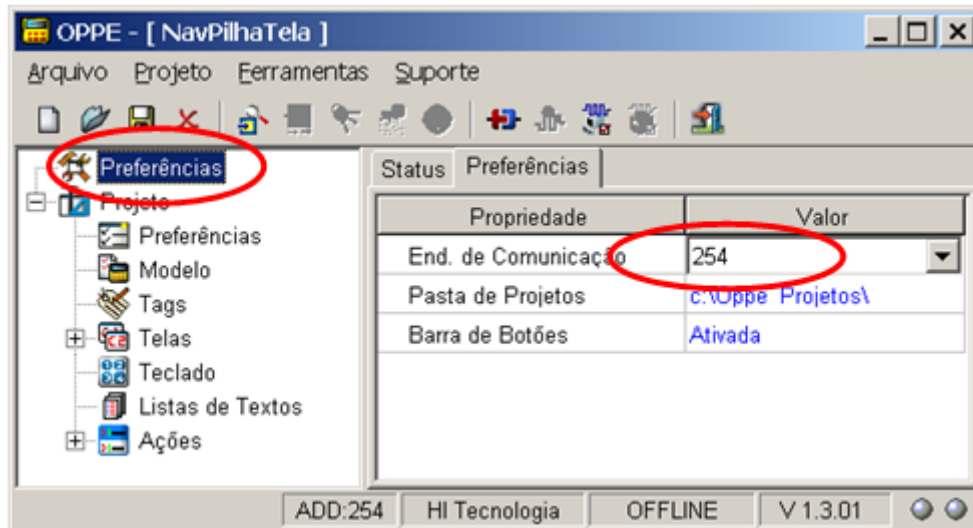 OPPE - [ NavPilhaTela ]
Arquivo Projeto Ferramentas Suporte
Preferências
Projeto
Preferências
Modelo
Tags
Telas
Teclado
Listas de Textos
Ações
Status Preferências
Propriedade Valor
End. de Comunicação 254
Pasta de Projetos c:\Oppe_Projetos\
Barra de Botões Ativada
ADD:254 HI Tecnologia OFFLINE V 1.3.01